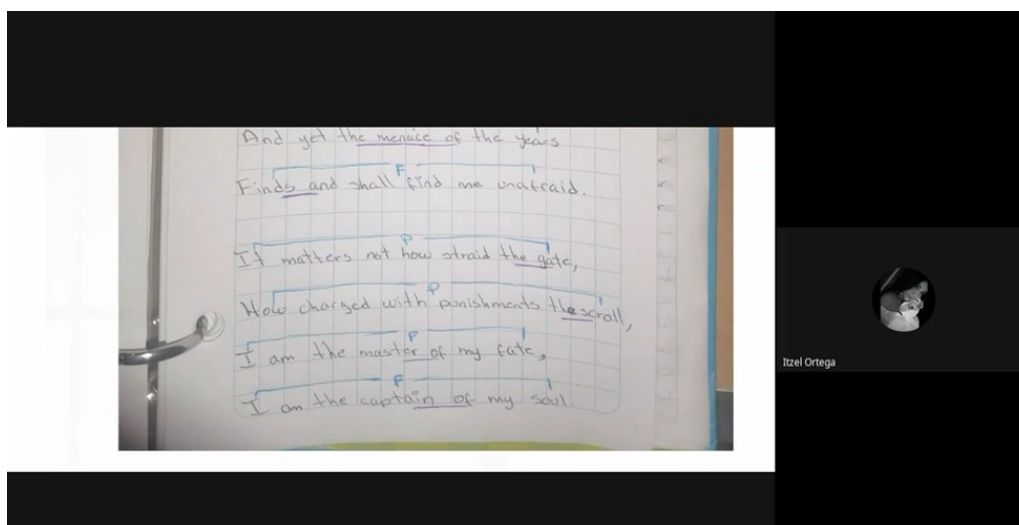 And yet the menace of the years
F
Finds and shall find me unafraid.
P
It matters not how straid the gate,
P
How charged with punishments the scroll,
F
I am the master of my fate,
F
I am the captain of my soul.
Itzel Ortega